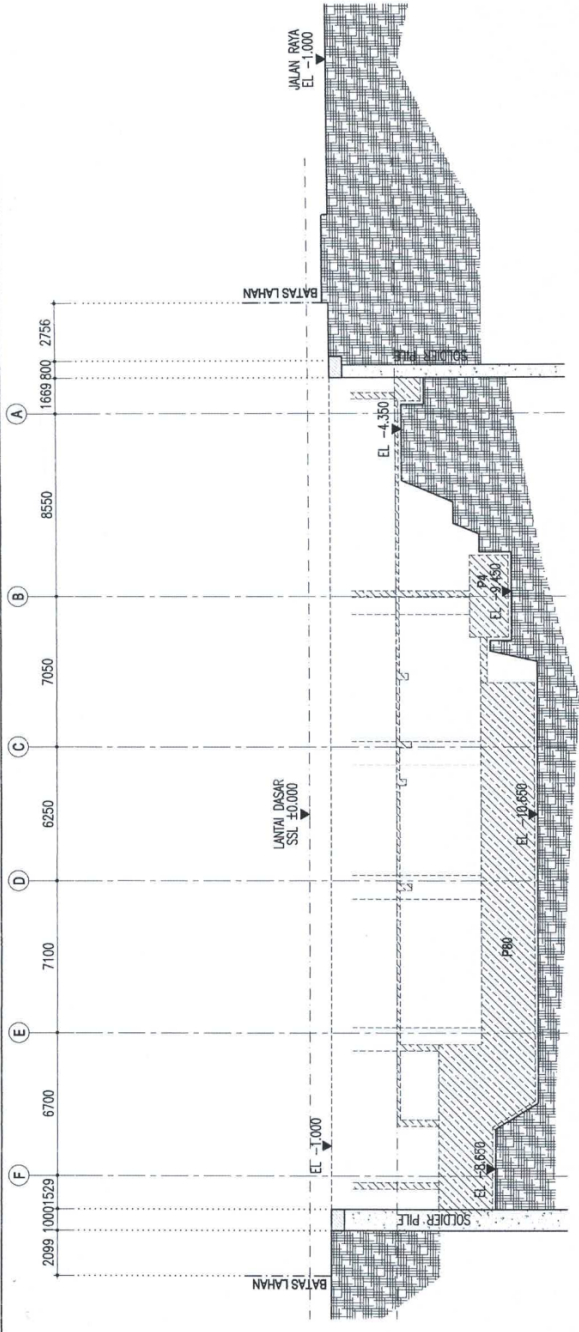 F
E
D
C
B
A
2099
1000
1529
6700
7100
6250
7050
8550
1669
800
2756
BATAS LAHAN
BATAS LAHAN
LANTAI DASAR
SSL ±0.000
JALAN RAYA
EL -1.000
EL -1.000
EL -4.350
SOLDIER PILE
SOLDIER PILE
EL -8.650
P80
EL -10.650
P4
EL -9.450